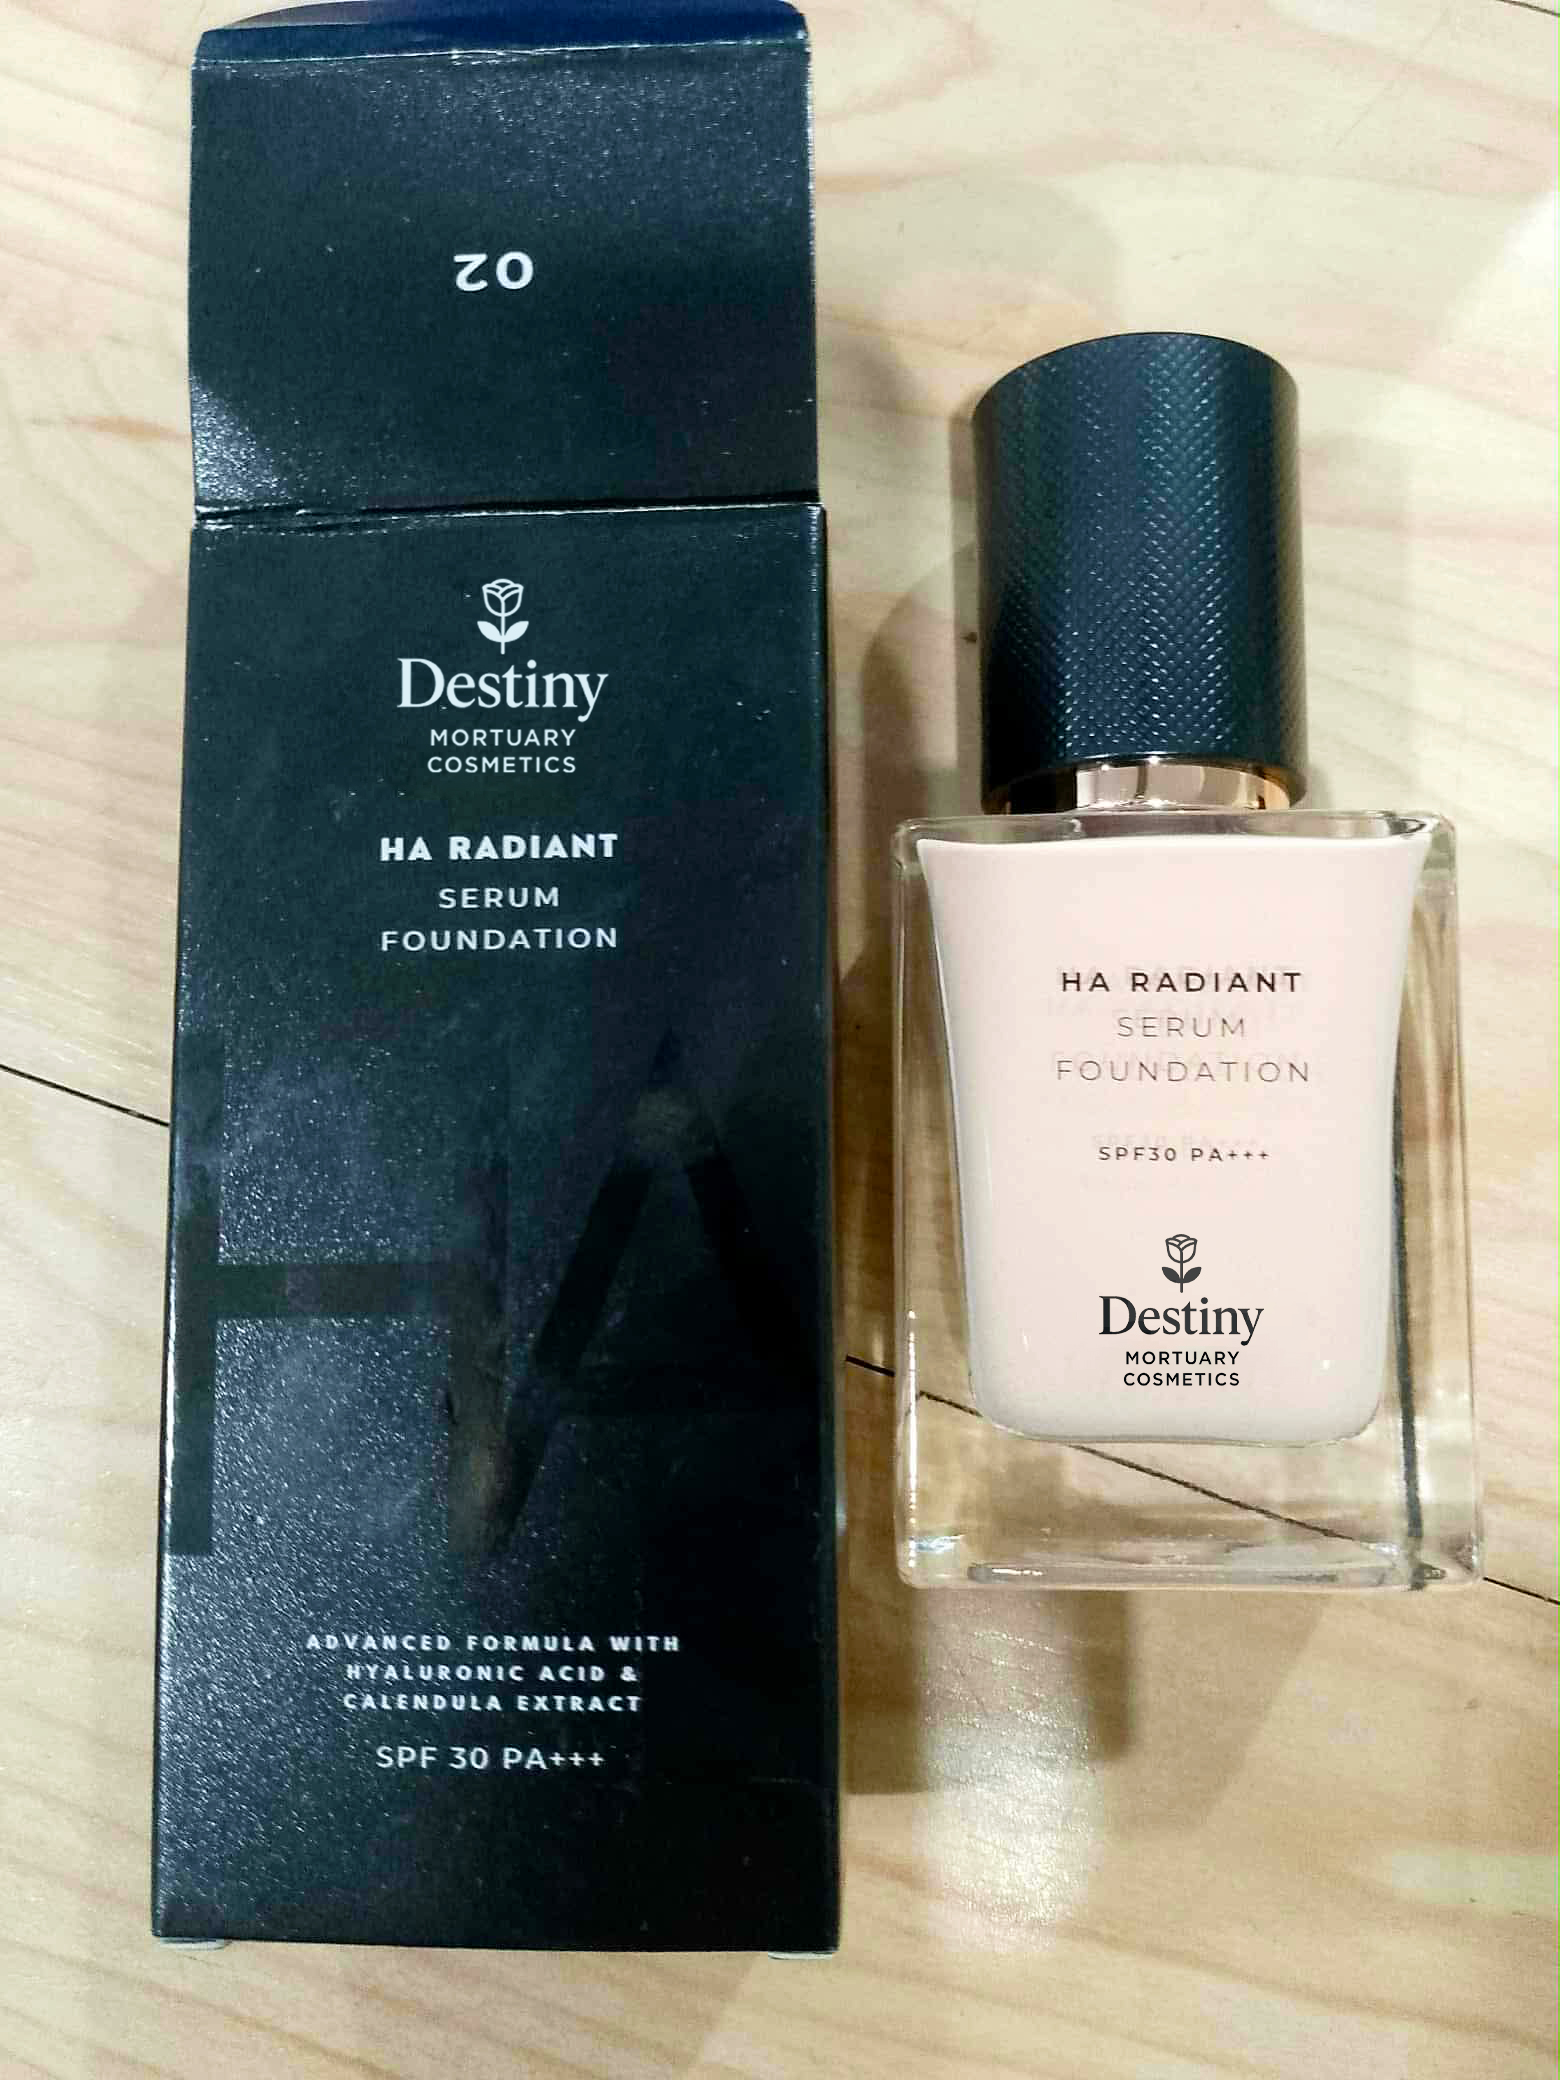 02
Destiny
MORTUARY
COSMETICS
HA RADIANT
SERUM
FOUNDATION
HA
ADVANCED FORMULA WITH
HYALURONIC ACID &
CALENDULA EXTRACT
SPF 30 PA+++
HA RADIANT
SERUM
FOUNDATION
SPF30 PA+++
Destiny
MORTUARY
COSMETICS